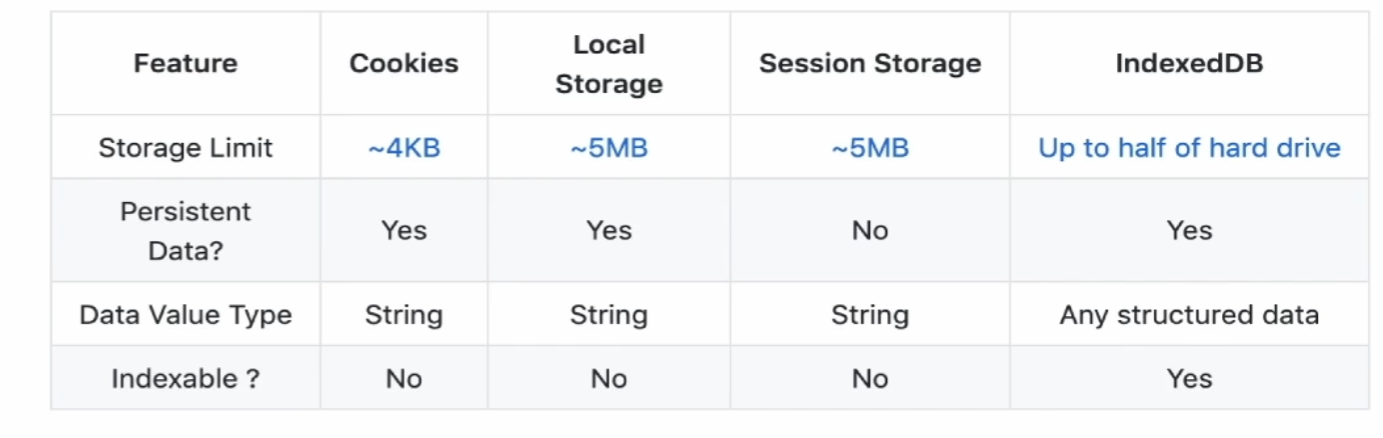 Feature Cookies Local Storage Session Storage IndexedDB
Storage Limit ~4KB ~5MB ~5MB Up to half of hard drive
Persistent Data? Yes Yes No Yes
Data Value Type String String String Any structured data
Indexable ? No No No Yes